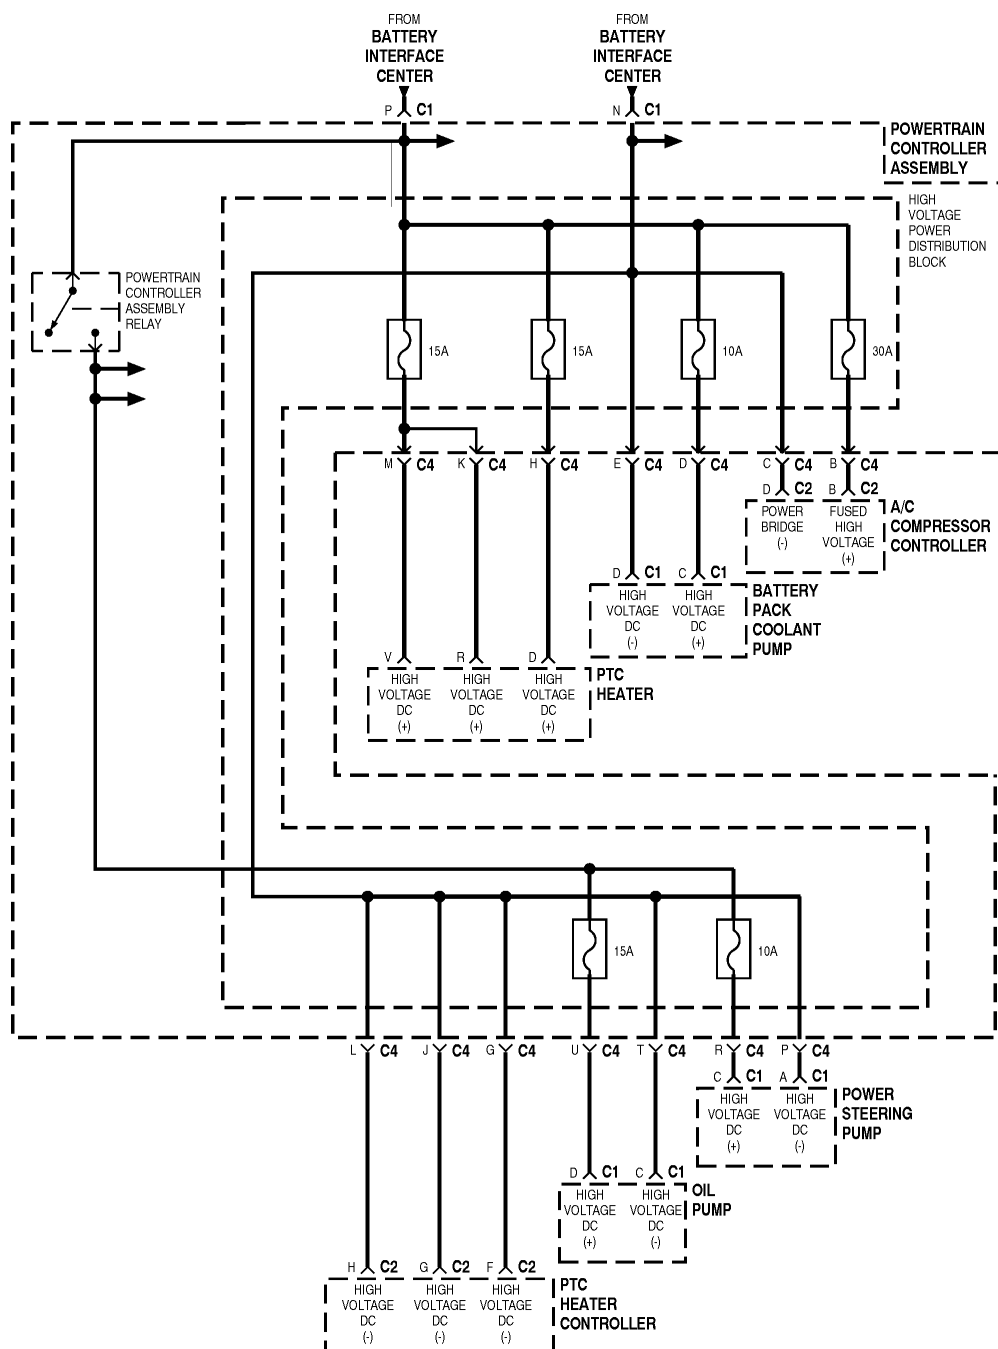 FROM
BATTERY
INTERFACE
CENTER
FROM
BATTERY
INTERFACE
CENTER
P C1
N C1
POWERTRAIN
CONTROLLER
ASSEMBLY
HIGH
VOLTAGE
POWER
DISTRIBUTION
BLOCK
POWERTRAIN
CONTROLLER
ASSEMBLY
RELAY
15A
15A
10A
30A
M C4
K C4
H C4
E C4
D C4
C C4
B C4
D C2
B C2
POWER
BRIDGE
(-)
FUSED
HIGH
VOLTAGE
(+)
A/C
COMPRESSOR
CONTROLLER
D C1
C C1
HIGH
VOLTAGE
DC
(-)
HIGH
VOLTAGE
DC
(+)
BATTERY
PACK
COOLANT
PUMP
V
R
D
HIGH
VOLTAGE
DC
(+)
HIGH
VOLTAGE
DC
(+)
HIGH
VOLTAGE
DC
(+)
PTC
HEATER
15A
10A
L C4
J C4
G C4
U C4
T C4
R C4
P C4
C C1
A C1
HIGH
VOLTAGE
DC
(+)
HIGH
VOLTAGE
DC
(-)
POWER
STEERING
PUMP
D C1
C C1
HIGH
VOLTAGE
DC
(+)
HIGH
VOLTAGE
DC
(-)
OIL
PUMP
H C2
G C2
F C2
HIGH
VOLTAGE
DC
(-)
HIGH
VOLTAGE
DC
(-)
HIGH
VOLTAGE
DC
(-)
PTC
HEATER
CONTROLLER